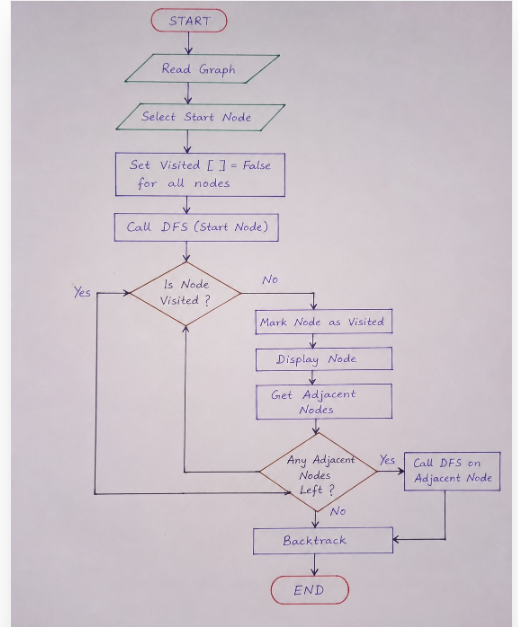 START
Read Graph
Select Start Node
Set Visited [ ] = False
for all nodes
Call DFS (Start Node)
Is Node
Visited ?
Yes
No
Mark Node as Visited
Display Node
Get Adjacent
Nodes
Any Adjacent
Nodes
Left ?
Yes
Call DFS on
Adjacent Node
No
Backtrack
END